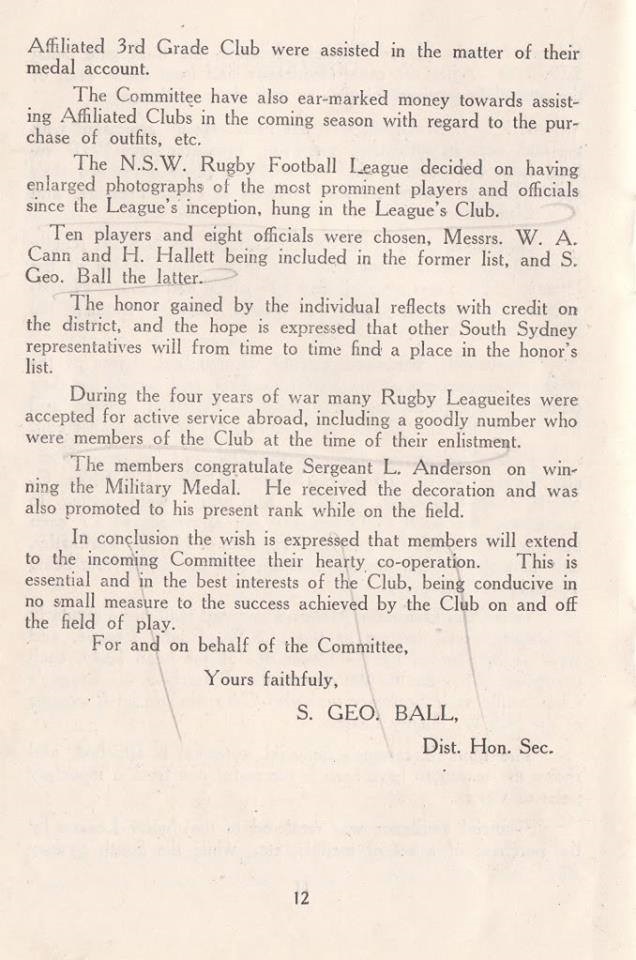 Affiliated 3rd Grade Club were assisted in the matter of their
medal account.
The Committee have also ear-marked money towards assist-
ing Affiliated Clubs in the coming season with regard to the pur-
chase of outfits, etc.
The N.S.W. Rugby Football League decided on having
enlarged photographs of the most prominent players and officials
since the League's inception, hung in the League's Club.
Ten players and eight officials were chosen, Messrs. W. A.
Cann and H. Hallett being included in the former list, and S.
Geo. Ball the latter.
The honor gained by the individual reflects with credit on
the district, and the hope is expressed that other South Sydney
representatives will from time to time find a place in the honor's
list.
During the four years of war many Rugby Leagueites were
accepted for active service abroad, including a goodly number who
were members of the Club at the time of their enlistment.
The members congratulate Sergeant L. Anderson on win-
ning the Military Medal. He received the decoration and was
also promoted to his present rank while on the field.
In conclusion the wish is expressed that members will extend
to the incoming Committee their hearty co-operation. This is
essential and in the best interests of the Club, being conducive in
no small measure to the success achieved by the Club on and off
the field of play.
For and on behalf of the Committee,
Yours faithfuly,
S. GEO. BALL,
Dist. Hon. Sec.
12